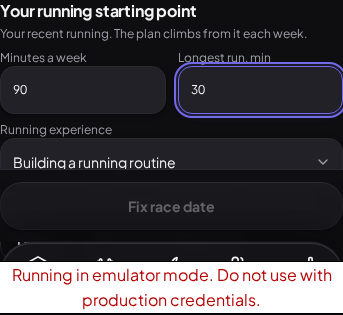 Your running starting point
Your recent running. The plan climbs from it each week.
Minutes a week
Longest run, min
90
30
Running experience
Building a running routine
Fix race date
Running in emulator mode. Do not use with
production credentials.